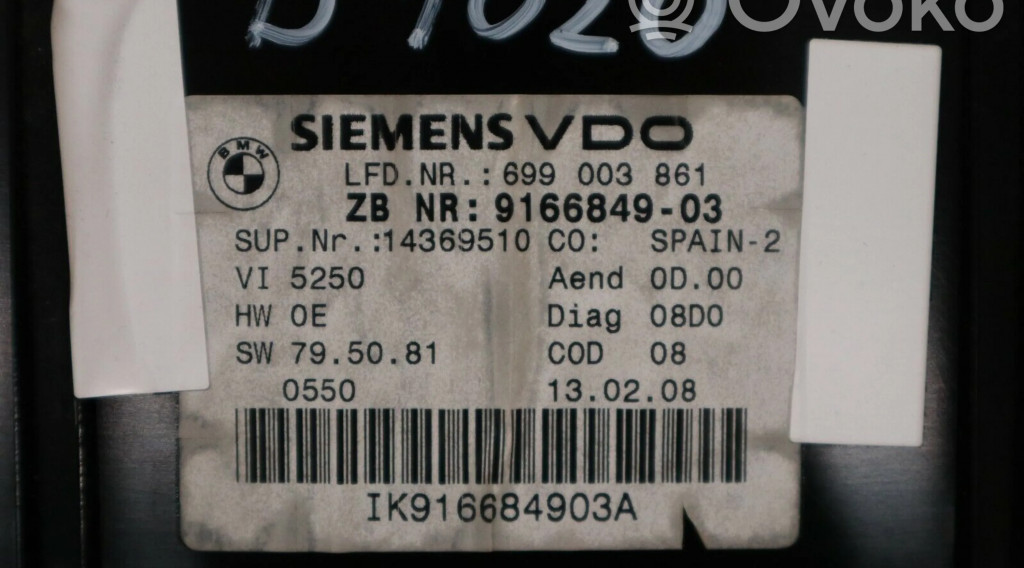 Ovoko
BMW
SIEMENS VDO
LFD.NR.: 699 003 861
ZB NR: 9166849-03
SUP.Nr.:14369510 CO: SPAIN-2
VI 5250 Aend 0D.00
HW 0E Diag 08D0
SW 79.50.81 COD 08
0550 13.02.08
IK916684903A